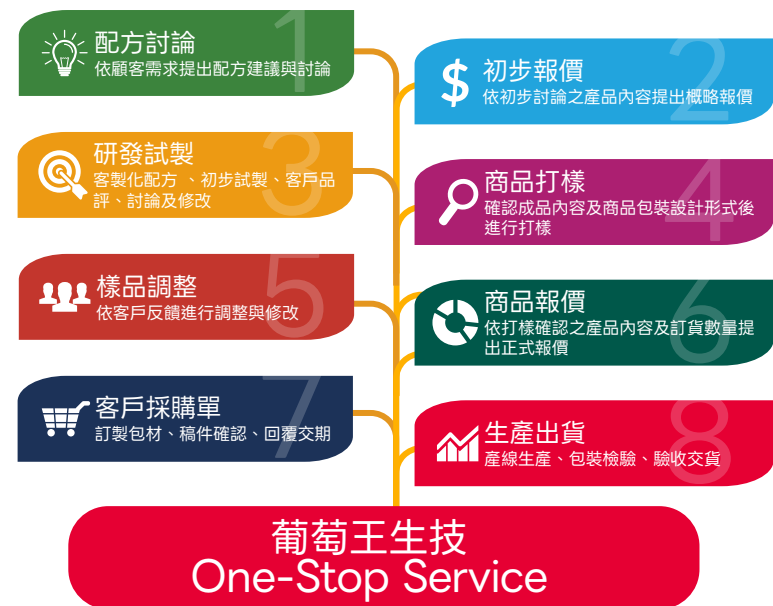 1
配方討論
依顧客需求提出配方建議與討論
2
初步報價
依初步討論之產品內容提出概略報價
3
研發試製
客製化配方 、初步試製、客戶品
評、討論及修改
4
商品打樣
確認成品內容及商品包裝設計形式後
進行打樣
5
樣品調整
依客戶反饋進行調整與修改
6
商品報價
依打樣確認之產品內容及訂貨數量提
出正式報價
7
客戶採購單
訂製包材、稿件確認、回覆交期
8
生產出貨
產線生產、包裝檢驗、驗收交貨
葡萄王生技
One-Stop Service